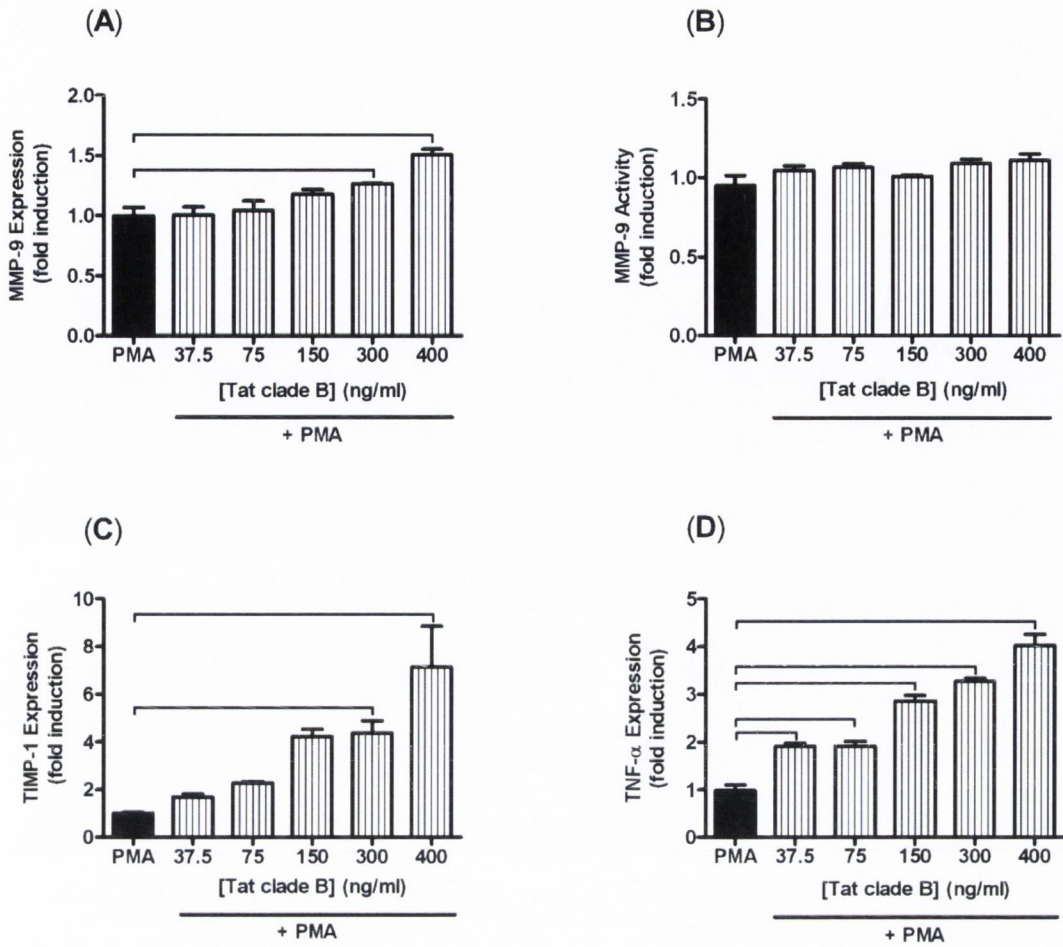 (A)
MMP-9 Expression
(fold induction)
2.0
1.5
1.0
0.5
0.0
PMA 37.5 75 150 300 400
[Tat clade B] (ng/ml)
+ PMA
(B)
MMP-9 Activity
(fold induction)
1.5
1.0
0.5
0.0
PMA 37.5 75 150 300 400
[Tat clade B] (ng/ml)
+ PMA
(C)
TIMP-1 Expression
(fold induction)
10
8
6
4
2
0
PMA 37.5 75 150 300 400
[Tat clade B] (ng/ml)
+ PMA
(D)
TNF-α Expression
(fold induction)
5
4
3
2
1
0
PMA 37.5 75 150 300 400
[Tat clade B] (ng/ml)
+ PMA